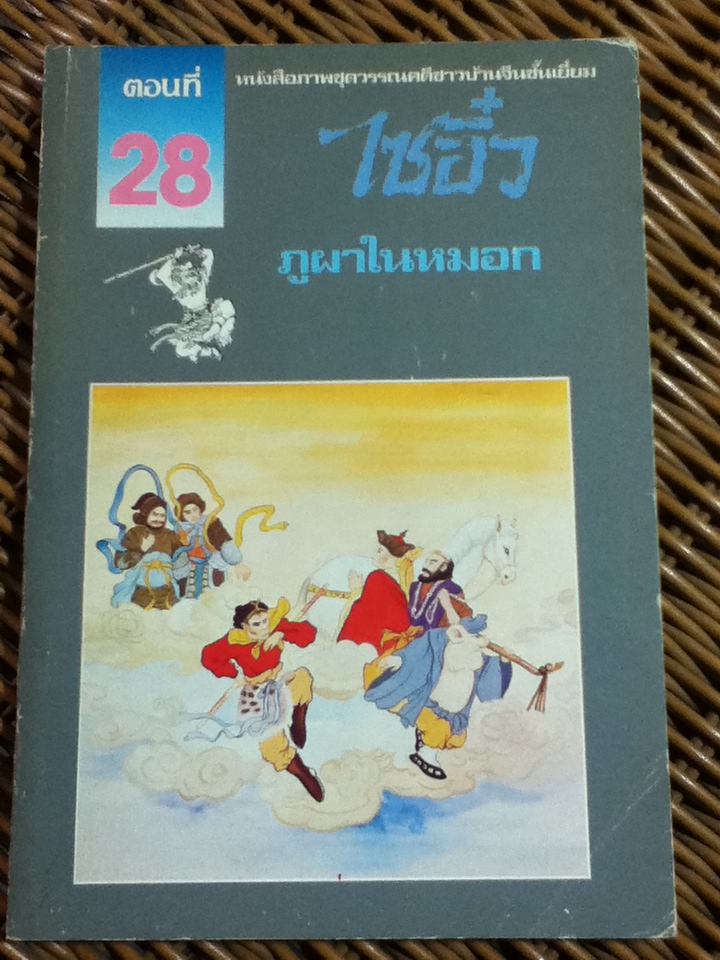 ตอนที่
28
หนังสือภาพชุดวรรณคดีชาวบ้านจีนชั้นเยี่ยม
ไซอิ๋ว
ภูผาในหมอก